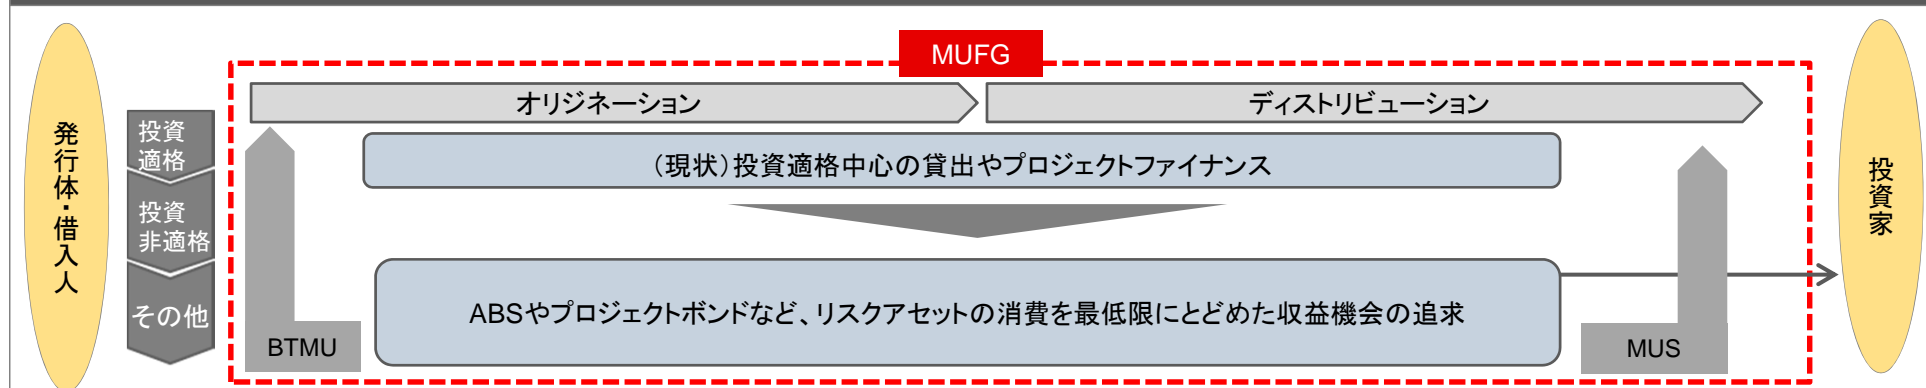 MUFG
オリジネーション
ディストリビューション
発行体・借入人
投資
適格
投資
非適格
その他
(現状)投資適格中心の貸出やプロジェクトファイナンス
ABSやプロジェクトボンドなど、リスクアセットの消費を最低限にとどめた収益機会の追求
BTMU
MUS
投資家